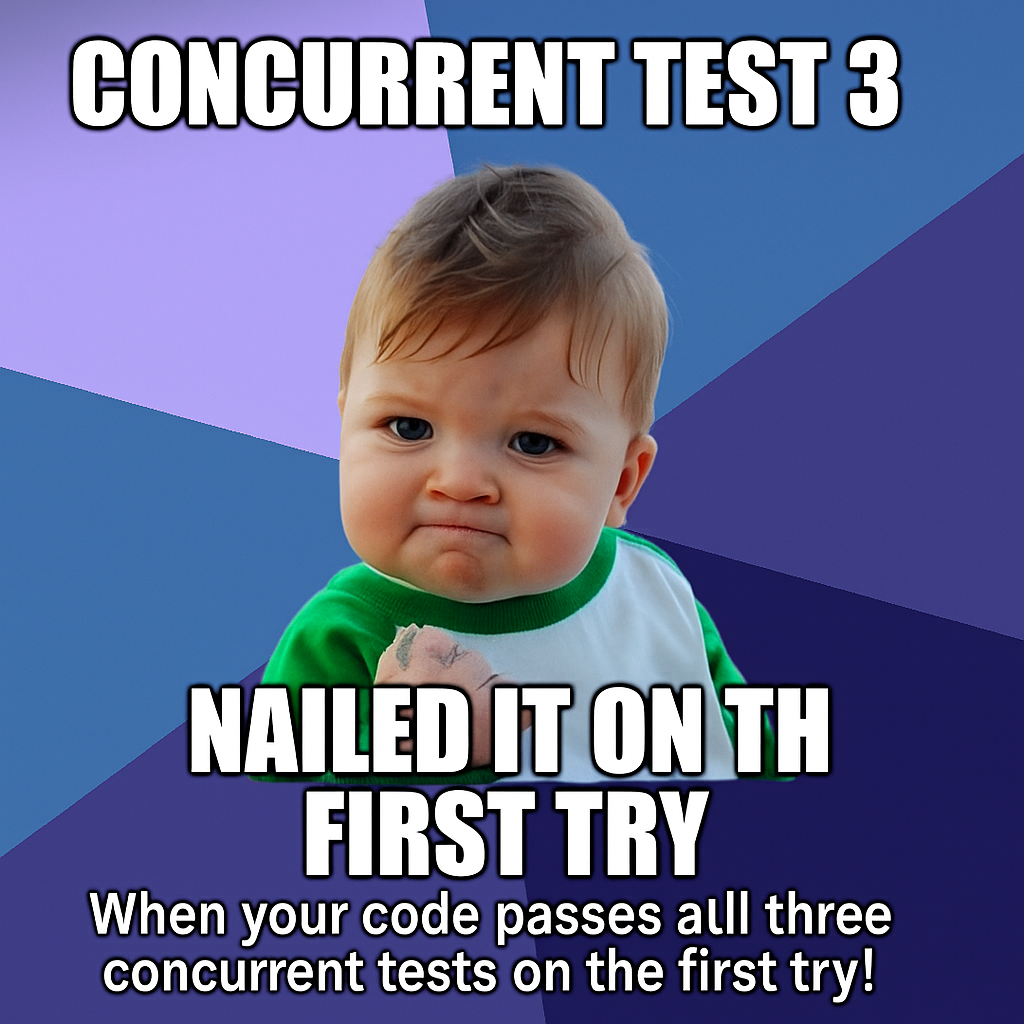 CONCURRENT TEST 3
NAILED IT ON TH
FIRST TRY
When your code passes all three
concurrent tests on the first try!